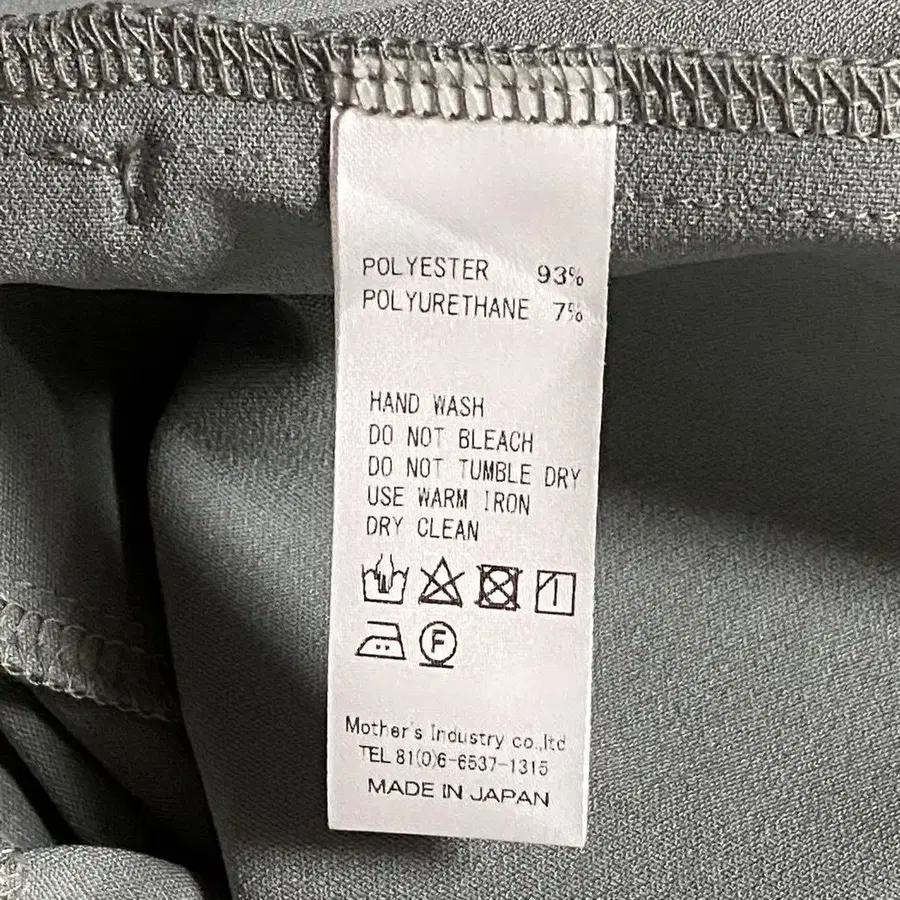 POLYESTER 93%
POLYURETHANE 7%
HAND WASH
DO NOT BLEACH
DO NOT TUMBLE DRY
USE WARM IRON
DRY CLEAN
F
Mother's Industry co.,ltd
TEL 81(0)6-6537-1315
MADE IN JAPAN